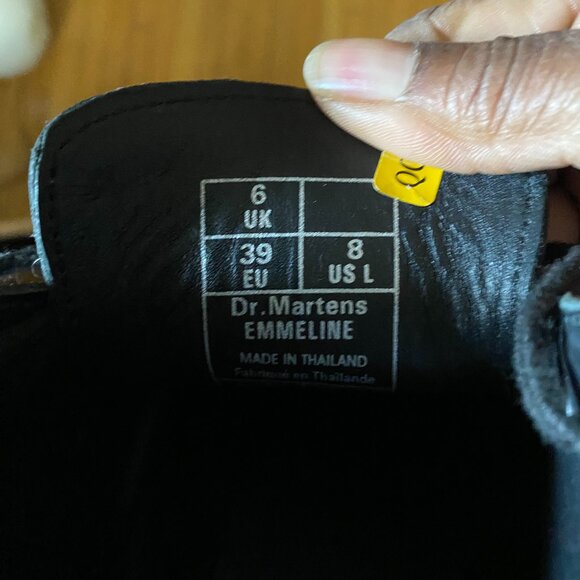 6
UK
39
EU
8
US L
Dr.Martens
EMMELINE
MADE IN THAILAND
Fabriqué en Thaïlande